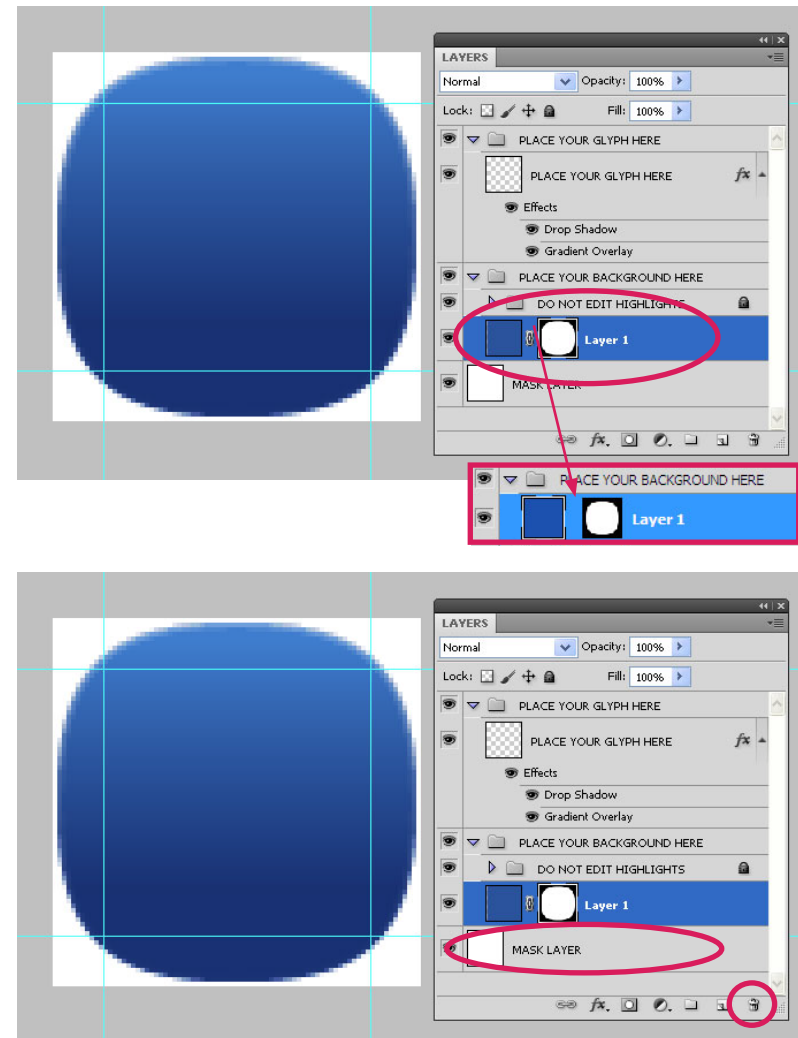 LAYERS
Normal Opacity: 100%
Lock: Fill: 100%
PLACE YOUR GLYPH HERE
PLACE YOUR GLYPH HERE fx
Effects
Drop Shadow
Gradient Overlay
PLACE YOUR BACKGROUND HERE
DO NOT EDIT HIGHLIGHTS
Layer 1
MASK LAYER
fx.
PLACE YOUR BACKGROUND HERE
Layer 1
LAYERS
Normal Opacity: 100%
Lock: Fill: 100%
PLACE YOUR GLYPH HERE
PLACE YOUR GLYPH HERE fx
Effects
Drop Shadow
Gradient Overlay
PLACE YOUR BACKGROUND HERE
DO NOT EDIT HIGHLIGHTS
Layer 1
MASK LAYER
fx.